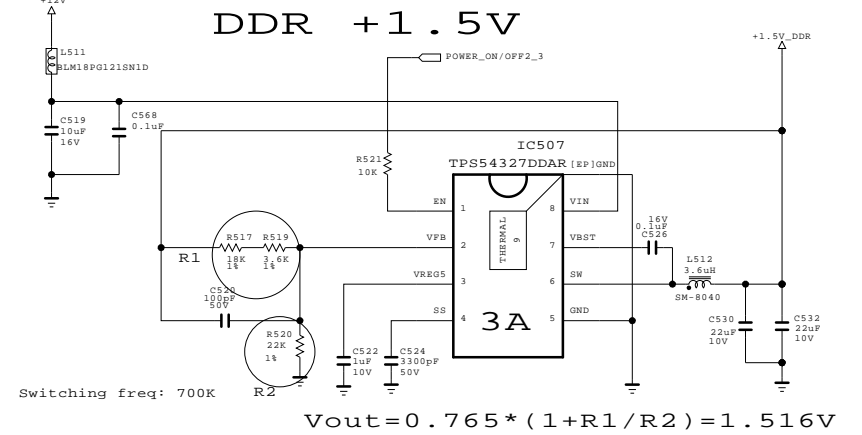 +12V
DDR +1.5V
L511
BLM18PG121SN1D
POWER_ON/OFF2_3
+1.5V_DDR
C519
10uF
16V
C568
0.1uF
R521
10K
IC507
TPS54327DDAR [EP]GND
EN
1
8
VIN
THERMAL
9
VFB
2
7
VBST
16V
0.1uF
C526
R1
R517
18K
1%
R519
3.6K
1%
VREG5
3
6
SW
L512
3.6uH
SM-8040
C520
100pF
50V
SS
4
3A
5
GND
C530
22uF
10V
C532
22uF
10V
R520
22K
1%
R2
C522
1uF
10V
C524
3300pF
50V
Switching freq: 700K
Vout=0.765*(1+R1/R2)=1.516V